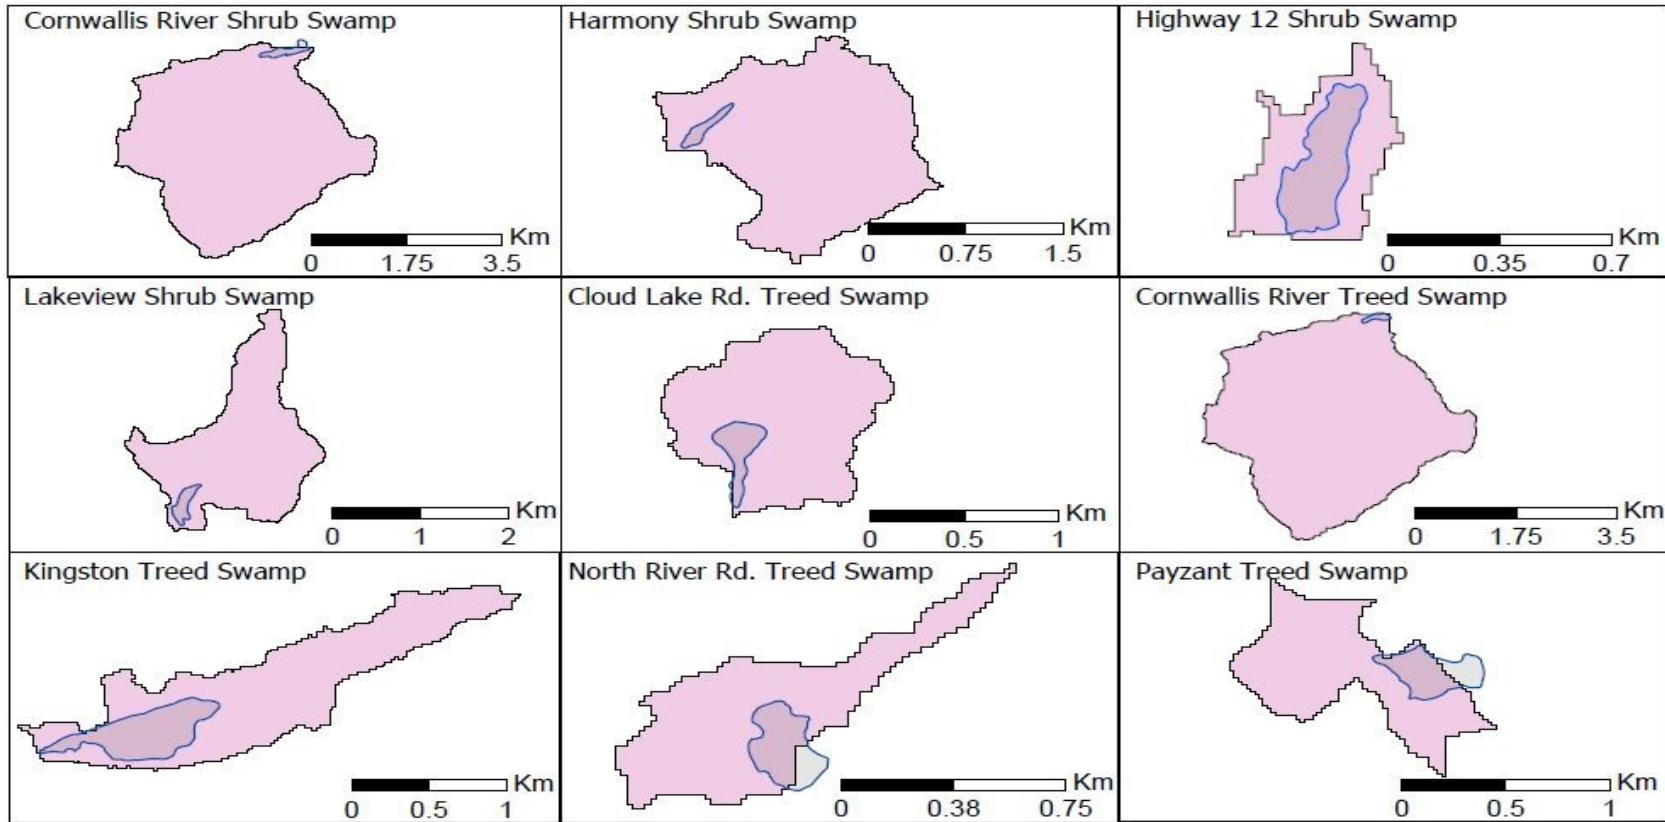 Cornwallis River Shrub Swamp
Km
0 1.75 3.5
Harmony Shrub Swamp
Km
0 0.75 1.5
Highway 12 Shrub Swamp
Km
0 0.35 0.7
Lakeview Shrub Swamp
Km
0 1 2
Cloud Lake Rd. Treed Swamp
Km
0 0.5 1
Cornwallis River Treed Swamp
Km
0 1.75 3.5
Kingston Treed Swamp
Km
0 0.5 1
North River Rd. Treed Swamp
Km
0 0.38 0.75
Payzant Treed Swamp
Km
0 0.5 1